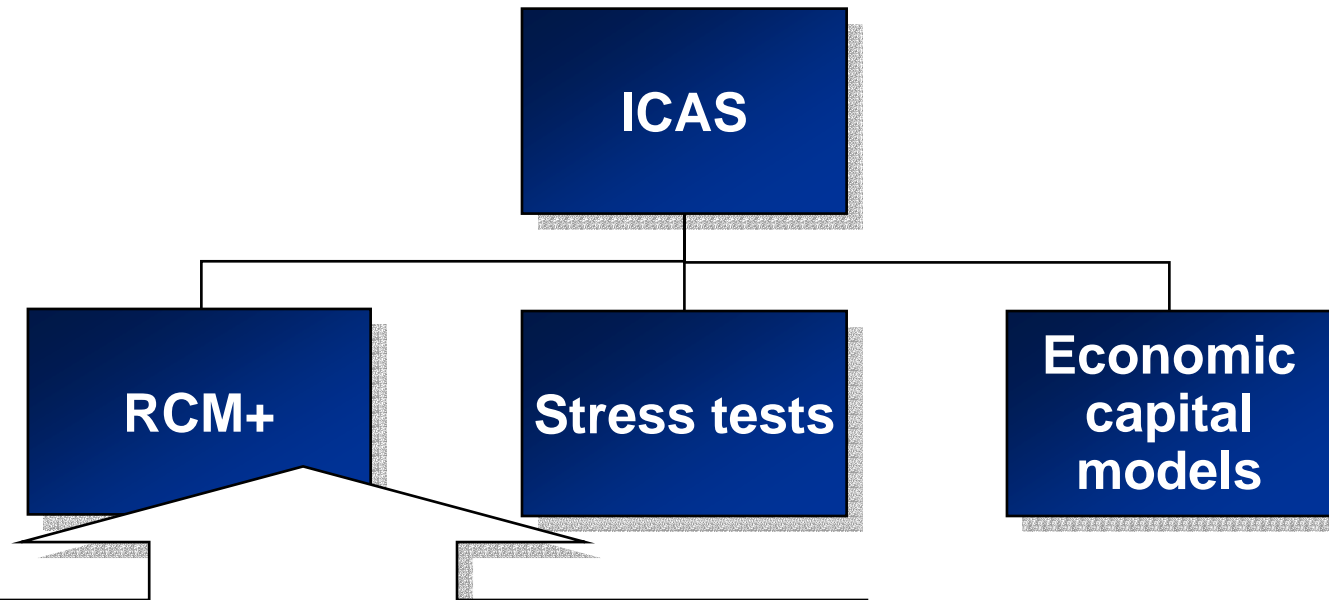 ICAS
RCM+
Stress tests
Economic
capital
models